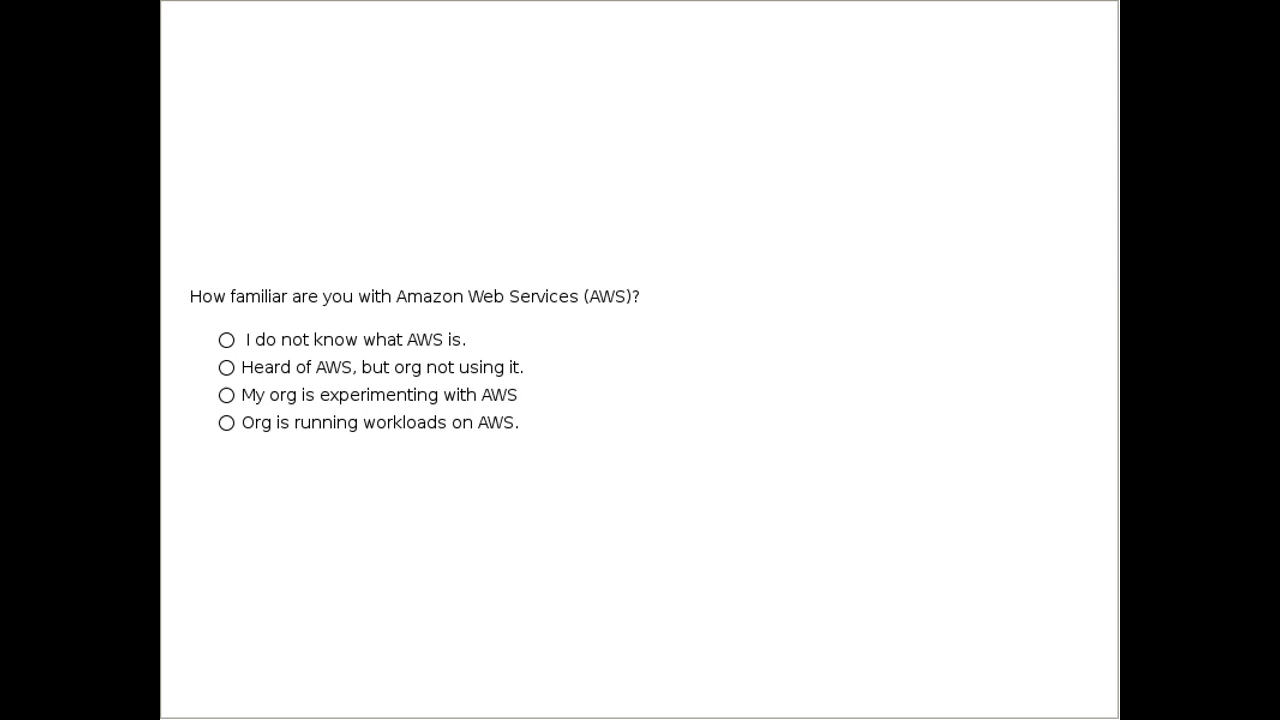 How familiar are you with Amazon Web Services (AWS)?
I do not know what AWS is.
Heard of AWS, but org not using it.
My org is experimenting with AWS
Org is running workloads on AWS.